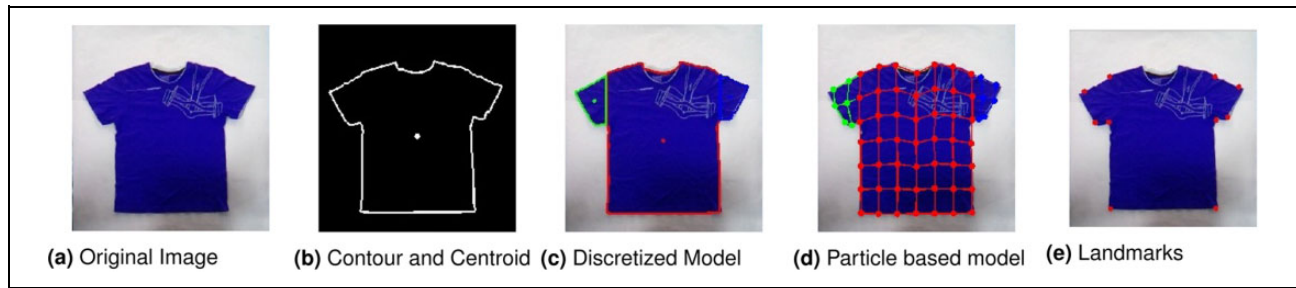 (a) Original Image
(b) Contour and Centroid
(c) Discretized Model
(d) Particle based model
(e) Landmarks